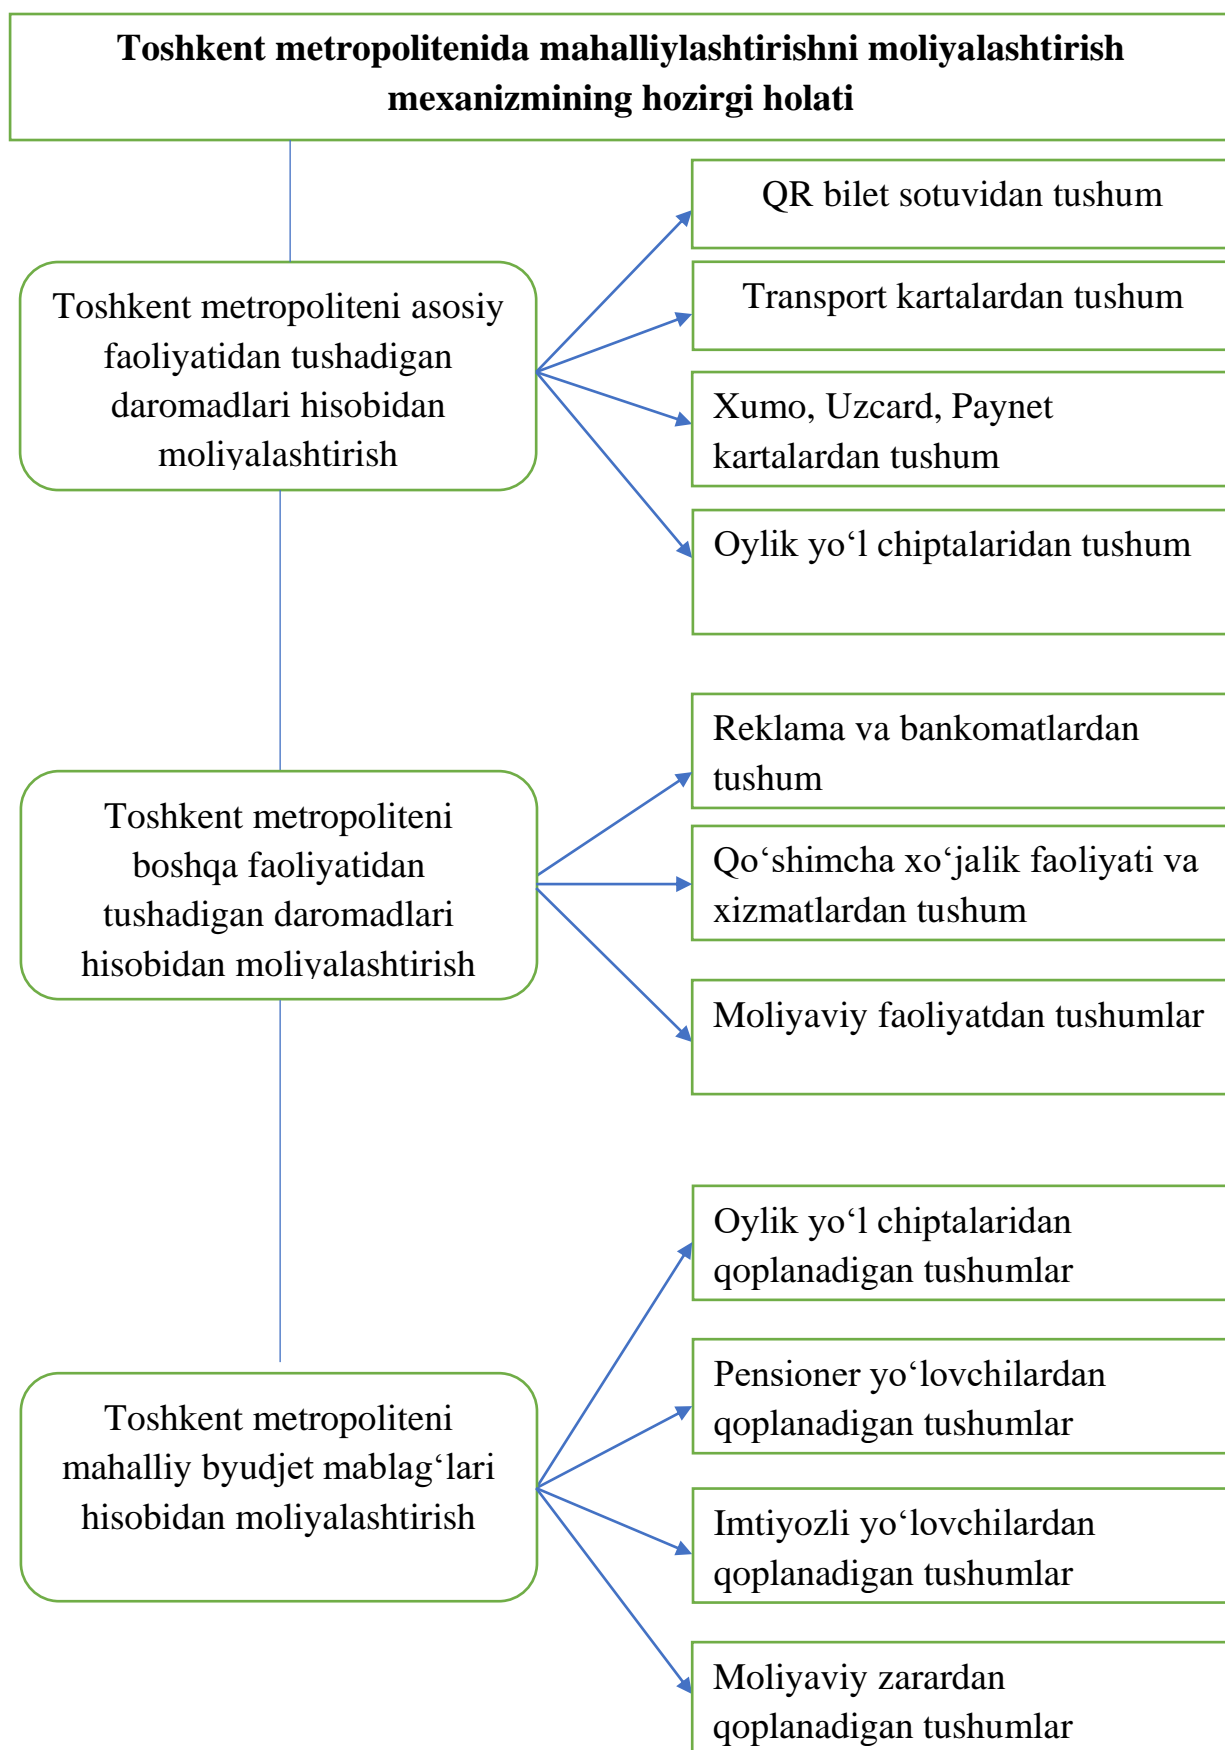 Toshkent metropolitenida mahalliylashtirishni moliyalashtirish
mexanizmining hozirgi holati
Toshkent metropoliteni asosiy
faoliyatidan tushadigan
daromadlari hisobidan
moliyalashtirish
QR bilet sotuvidan tushum
Transport kartalardan tushum
Xumo, Uzcard, Paynet
kartalardan tushum
Oylik yo‘l chiptalaridan tushum
Toshkent metropoliteni
boshqa faoliyatidan
tushadigan daromadlari
hisobidan moliyalashtirish
Reklama va bankomatlardan
tushum
Qo‘shimcha xo‘jalik faoliyati va
xizmatlardan tushum
Moliyaviy faoliyatdan tushumlar
Toshkent metropoliteni
mahalliy byudjet mablag‘lari
hisobidan moliyalashtirish
Oylik yo‘l chiptalaridan
qoplanadigan tushumlar
Pensioner yo‘lovchilardan
qoplanadigan tushumlar
Imtiyozli yo‘lovchilardan
qoplanadigan tushumlar
Moliyaviy zarardan
qoplanadigan tushumlar